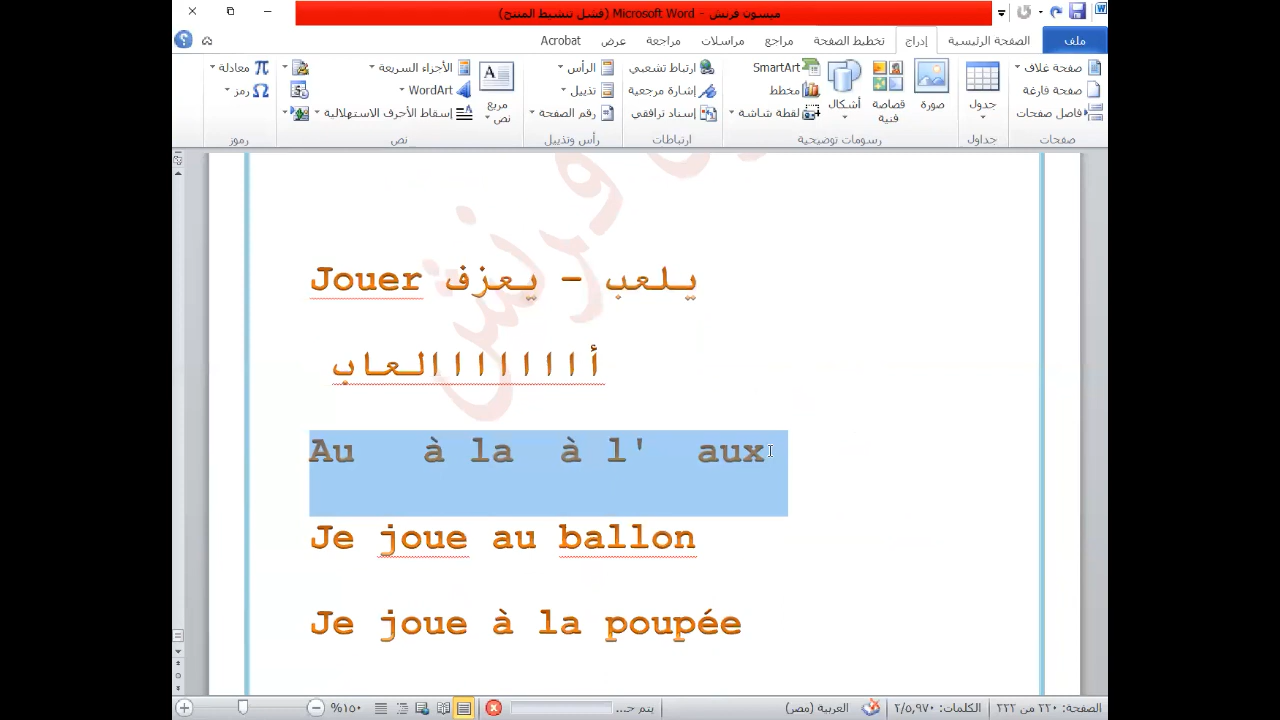 ميسون فرنش - Microsoft Word (فشل تنشيط المنتج)
ملف الصفحة الرئيسية إدراج تخطيط الصفحة مراجع مراسلات مراجعة عرض Acrobat
صفحة غلاف
صفحة فارغة
فاصل صفحات
صفحات
جدول
جداول
صورة
قصاصة فنية
أشكال
SmartArt
مخطط
لقطة شاشة
رسومات توضيحية
ارتباط تشعبي
إشارة مرجعية
إسناد ترافقي
ارتباطات
الرأس
تذييل
رقم الصفحة
رأس وتذييل
مربع نص
الأجزاء السريعة
WordArt
إسقاط الأحرف الاستهلالية
نص
π معادلة
Ω رمز
رموز
فرنش
Jouer يلعب – يعزف
أاااااااالعاب
Au à la à l' aux
Je joue au ballon
Je joue à la poupée
الصفحة: ٢٢٠ من ٢٢٢ الكلمات: ٢/٥,٩٧٠ العربية (مصر) يتم حـ... ١٥٠%